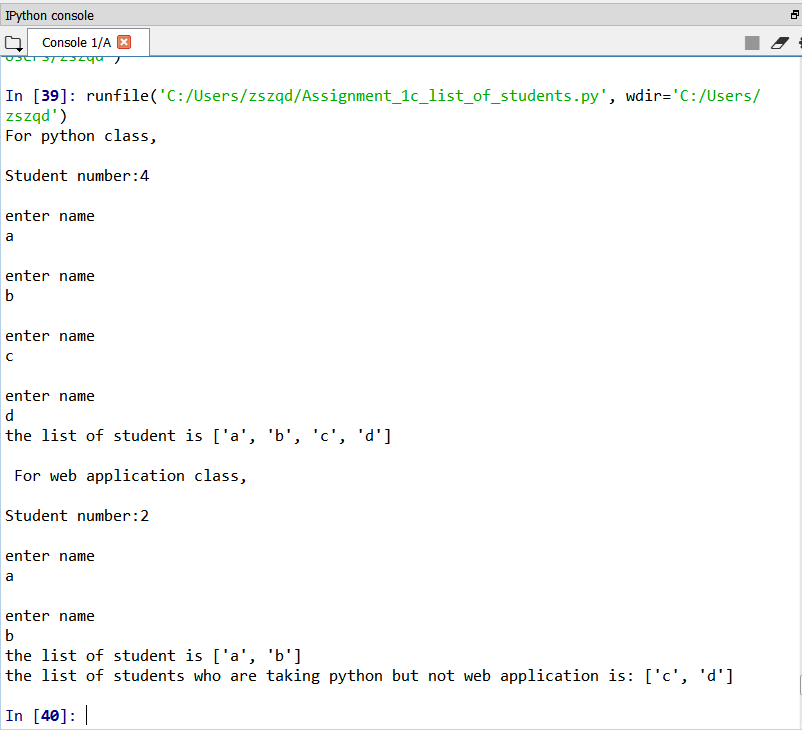 IPython console
Console 1/A
In [39]: runfile('C:/Users/zszqd/Assignment_1c_list_of_students.py', wdir='C:/Users/
zszqd')
For python class,
Student number:4
enter name
a
enter name
b
enter name
c
enter name
d
the list of student is ['a', 'b', 'c', 'd']
For web application class,
Student number:2
enter name
a
enter name
b
the list of student is ['a', 'b']
the list of students who are taking python but not web application is: ['c', 'd']
In [40]: